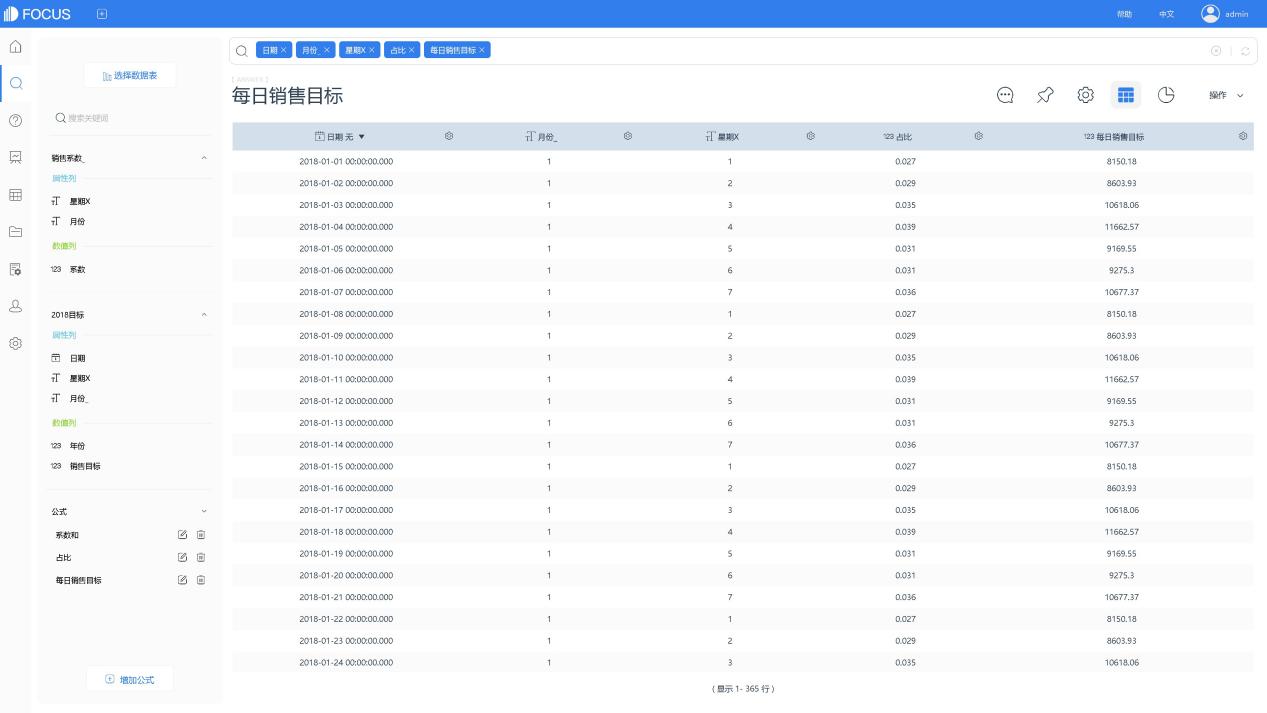 FOCUS
帮助 中文 admin
选择数据表
搜索关键词
销售系数_
属性列
星期X
月份
数值列
123 系数
2018目标
属性列
日期
星期X
月份_
数值列
123 年份
123 销售目标
公式
系数和
占比
每日销售目标
增加公式
日期 × 月份_ × 星期X × 占比 × 每日销售目标 ×
[ ANSWER ]
每日销售目标
操作
日期 无 ▼ 月份_ 星期X 123 占比 123 每日销售目标
2018-01-01 00:00:00.000 1 1 0.027 8150.18
2018-01-02 00:00:00.000 1 2 0.029 8603.93
2018-01-03 00:00:00.000 1 3 0.035 10618.06
2018-01-04 00:00:00.000 1 4 0.039 11662.57
2018-01-05 00:00:00.000 1 5 0.031 9169.55
2018-01-06 00:00:00.000 1 6 0.031 9275.3
2018-01-07 00:00:00.000 1 7 0.036 10677.37
2018-01-08 00:00:00.000 1 1 0.027 8150.18
2018-01-09 00:00:00.000 1 2 0.029 8603.93
2018-01-10 00:00:00.000 1 3 0.035 10618.06
2018-01-11 00:00:00.000 1 4 0.039 11662.57
2018-01-12 00:00:00.000 1 5 0.031 9169.55
2018-01-13 00:00:00.000 1 6 0.031 9275.3
2018-01-14 00:00:00.000 1 7 0.036 10677.37
2018-01-15 00:00:00.000 1 1 0.027 8150.18
2018-01-16 00:00:00.000 1 2 0.029 8603.93
2018-01-17 00:00:00.000 1 3 0.035 10618.06
2018-01-18 00:00:00.000 1 4 0.039 11662.57
2018-01-19 00:00:00.000 1 5 0.031 9169.55
2018-01-20 00:00:00.000 1 6 0.031 9275.3
2018-01-21 00:00:00.000 1 7 0.036 10677.37
2018-01-22 00:00:00.000 1 1 0.027 8150.18
2018-01-23 00:00:00.000 1 2 0.029 8603.93
2018-01-24 00:00:00.000 1 3 0.035 10618.06
( 显示 1- 365 行 )